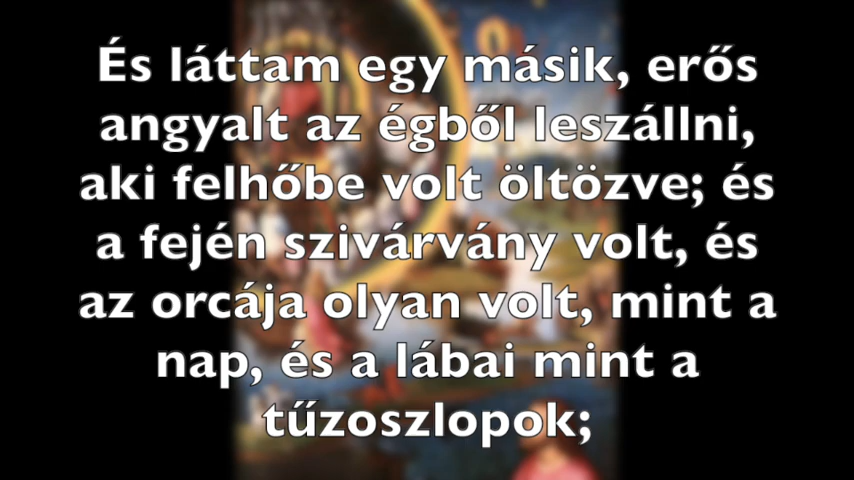 És láttam egy másik, erős
angyalt az égből leszállni,
aki felhőbe volt öltözve; és
a fején szivárvány volt, és
az orcája olyan volt, mint a
nap, és a lábai mint a
tűzoszlopok;